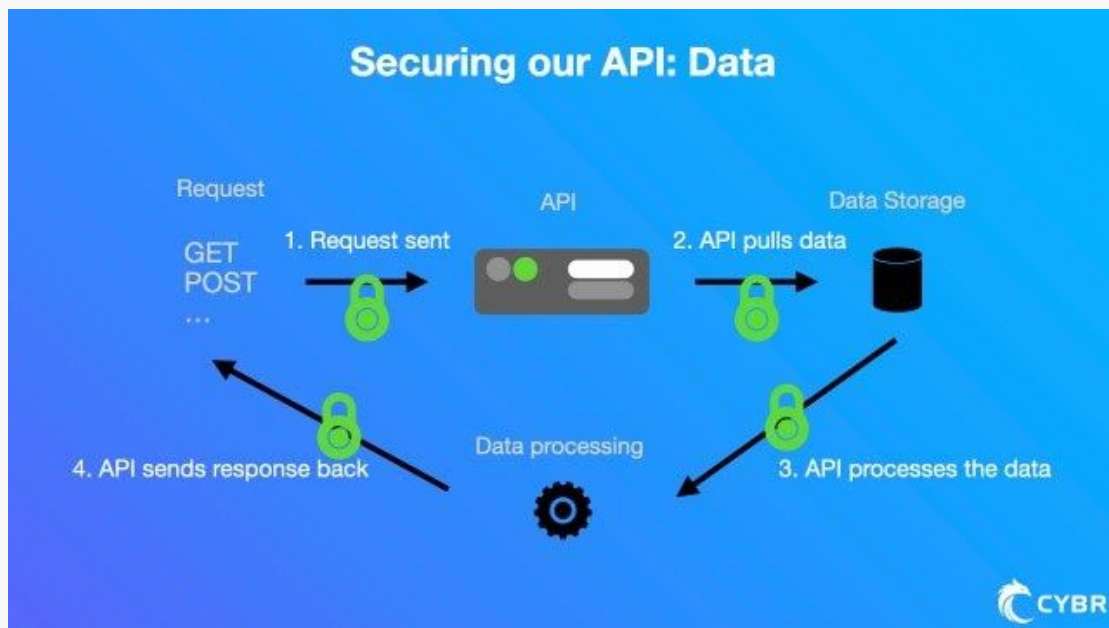 Securing our API: Data
Request
API
Data Storage
1. Request sent
2. API pulls data
GET
POST
...
Data processing
4. API sends response back
3. API processes the data
CYBR